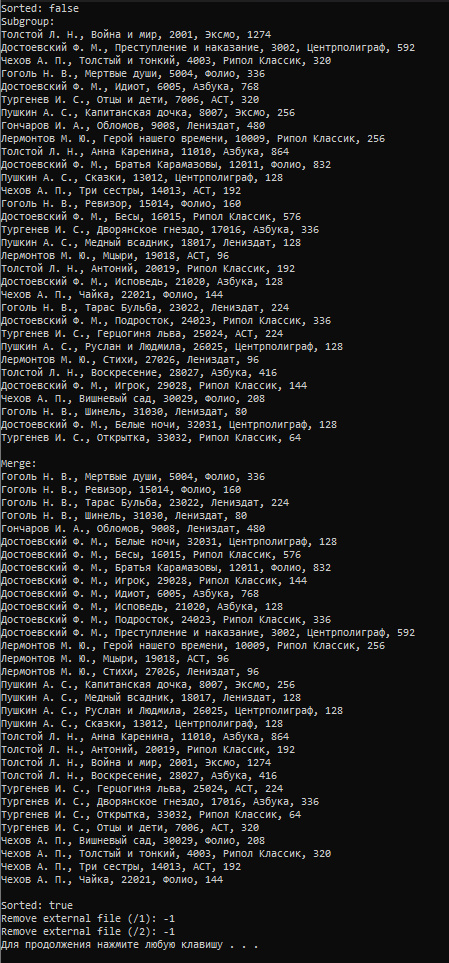 Sorted: false
Subgroup:
Толстой Л. Н., Война и мир, 2001, Эксмо, 1274
Достоевский Ф. М., Преступление и наказание, 3002, Центрполиграф, 592
Чехов А. П., Толстый и тонкий, 4003, Рипол Классик, 320
Гоголь Н. В., Мертвые души, 5004, Фолио, 336
Достоевский Ф. М., Идиот, 6005, Азбука, 768
Тургенев И. С., Отцы и дети, 7006, АСТ, 320
Пушкин А. С., Капитанская дочка, 8007, Эксмо, 256
Гончаров И. А., Обломов, 9008, Лениздат, 480
Лермонтов М. Ю., Герой нашего времени, 10009, Рипол Классик, 256
Толстой Л. Н., Анна Каренина, 11010, Азбука, 864
Достоевский Ф. М., Братья Карамазовы, 12011, Фолио, 832
Пушкин А. С., Сказки, 13012, Центрполиграф, 128
Чехов А. П., Три сестры, 14013, АСТ, 192
Гоголь Н. В., Ревизор, 15014, Фолио, 160
Достоевский Ф. М., Бесы, 16015, Рипол Классик, 576
Тургенев И. С., Дворянское гнездо, 17016, Азбука, 336
Пушкин А. С., Медный всадник, 18017, Лениздат, 128
Лермонтов М. Ю., Мцыри, 19018, АСТ, 96
Толстой Л. Н., Антоний, 20019, Рипол Классик, 192
Достоевский Ф. М., Исповедь, 21020, Азбука, 128
Чехов А. П., Чайка, 22021, Фолио, 144
Гоголь Н. В., Тарас Бульба, 23022, Лениздат, 224
Достоевский Ф. М., Подросток, 24023, Рипол Классик, 336
Тургенев И. С., Герцогиня льва, 25024, АСТ, 224
Пушкин А. С., Руслан и Людмила, 26025, Центрполиграф, 128
Лермонтов М. Ю., Стихи, 27026, Лениздат, 96
Толстой Л. Н., Воскресение, 28027, Азбука, 416
Достоевский Ф. М., Игрок, 29028, Рипол Классик, 144
Чехов А. П., Вишневый сад, 30029, Фолио, 208
Гоголь Н. В., Шинель, 31030, Лениздат, 80
Достоевский Ф. М., Белые ночи, 32031, Центрполиграф, 128
Тургенев И. С., Открытка, 33032, Рипол Классик, 64
Merge:
Гоголь Н. В., Мертвые души, 5004, Фолио, 336
Гоголь Н. В., Ревизор, 15014, Фолио, 160
Гоголь Н. В., Тарас Бульба, 23022, Лениздат, 224
Гоголь Н. В., Шинель, 31030, Лениздат, 80
Гончаров И. А., Обломов, 9008, Лениздат, 480
Достоевский Ф. М., Белые ночи, 32031, Центрполиграф, 128
Достоевский Ф. М., Бесы, 16015, Рипол Классик, 576
Достоевский Ф. М., Братья Карамазовы, 12011, Фолио, 832
Достоевский Ф. М., Игрок, 29028, Рипол Классик, 144
Достоевский Ф. М., Идиот, 6005, Азбука, 768
Достоевский Ф. М., Исповедь, 21020, Азбука, 128
Достоевский Ф. М., Подросток, 24023, Рипол Классик, 336
Достоевский Ф. М., Преступление и наказание, 3002, Центрполиграф, 592
Лермонтов М. Ю., Герой нашего времени, 10009, Рипол Классик, 256
Лермонтов М. Ю., Мцыри, 19018, АСТ, 96
Лермонтов М. Ю., Стихи, 27026, Лениздат, 96
Пушкин А. С., Капитанская дочка, 8007, Эксмо, 256
Пушкин А. С., Медный всадник, 18017, Лениздат, 128
Пушкин А. С., Руслан и Людмила, 26025, Центрполиграф, 128
Пушкин А. С., Сказки, 13012, Центрполиграф, 128
Толстой Л. Н., Анна Каренина, 11010, Азбука, 864
Толстой Л. Н., Антоний, 20019, Рипол Классик, 192
Толстой Л. Н., Война и мир, 2001, Эксмо, 1274
Толстой Л. Н., Воскресение, 28027, Азбука, 416
Тургенев И. С., Герцогиня льва, 25024, АСТ, 224
Тургенев И. С., Дворянское гнездо, 17016, Азбука, 336
Тургенев И. С., Открытка, 33032, Рипол Классик, 64
Тургенев И. С., Отцы и дети, 7006, АСТ, 320
Чехов А. П., Вишневый сад, 30029, Фолио, 208
Чехов А. П., Толстый и тонкий, 4003, Рипол Классик, 320
Чехов А. П., Три сестры, 14013, АСТ, 192
Чехов А. П., Чайка, 22021, Фолио, 144
Sorted: true
Remove external file (/1): -1
Remove external file (/2): -1
Для продолжения нажмите любую клавишу . . .